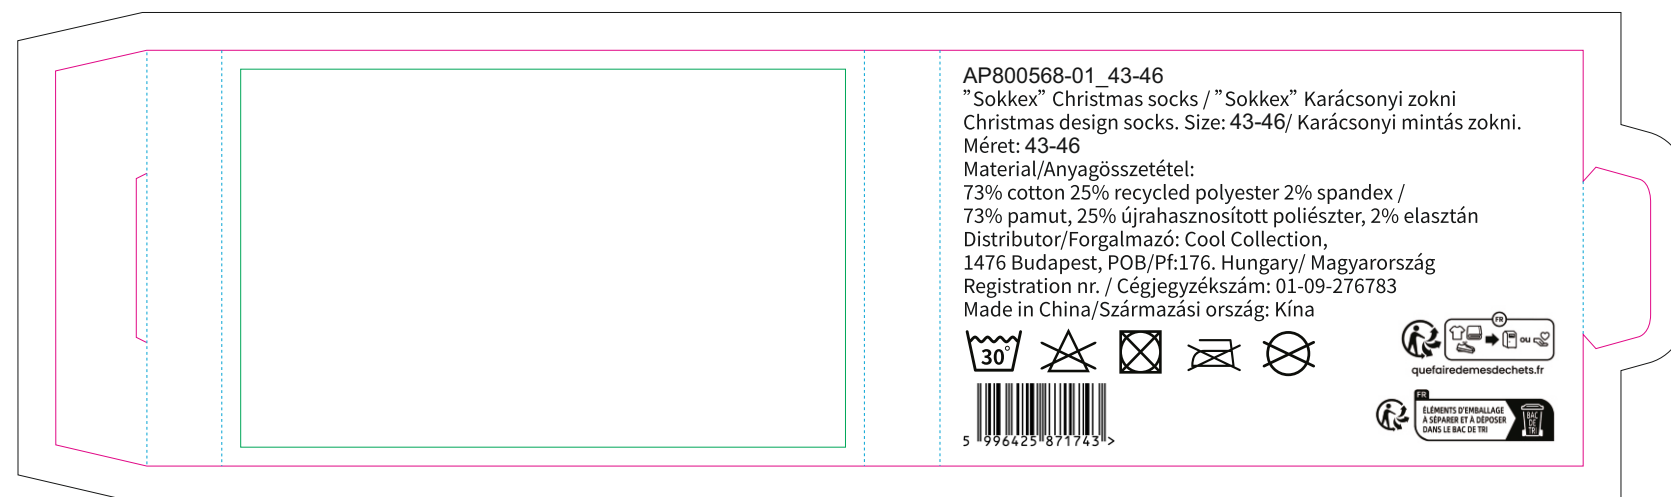 AP800568-01_43-46
”Sokkex” Christmas socks / ”Sokkex” Karácsonyi zokni
Christmas design socks. Size: 43-46/ Karácsonyi mintás zokni.
Méret: 43-46
Material/Anyagösszetétel:
73% cotton 25% recycled polyester 2% spandex /
73% pamut, 25% újrahasznosított poliészter, 2% elasztán
Distributor/Forgalmazó: Cool Collection,
1476 Budapest, POB/Pf:176. Hungary/ Magyarország
Registration nr. / Cégjegyzékszám: 01-09-276783
Made in China/Származási ország: Kína
30°
FR
ou
quefairedemesdechets.fr
5 996425 871743 >
FR
ÉLÉMENTS D'EMBALLAGE
À SÉPARER ET À DÉPOSER
DANS LE BAC DE TRI
BAC
DE
TRI